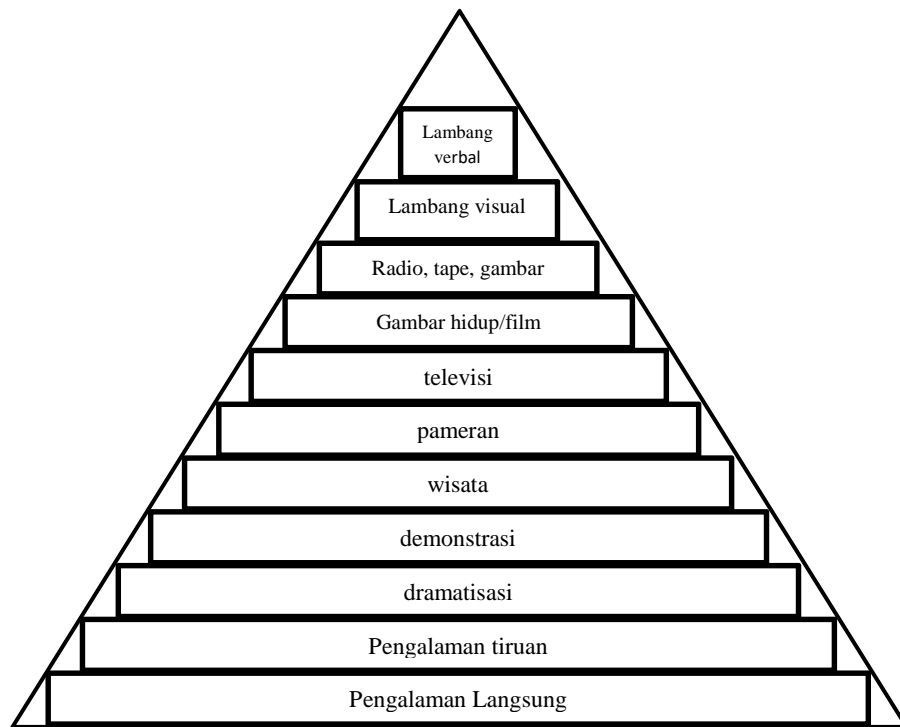 Lambang
verbal
Lambang visual
Radio, tape, gambar
Gambar hidup/film
televisi
pameran
wisata
demonstrasi
dramatisasi
Pengalaman tiruan
Pengalaman Langsung